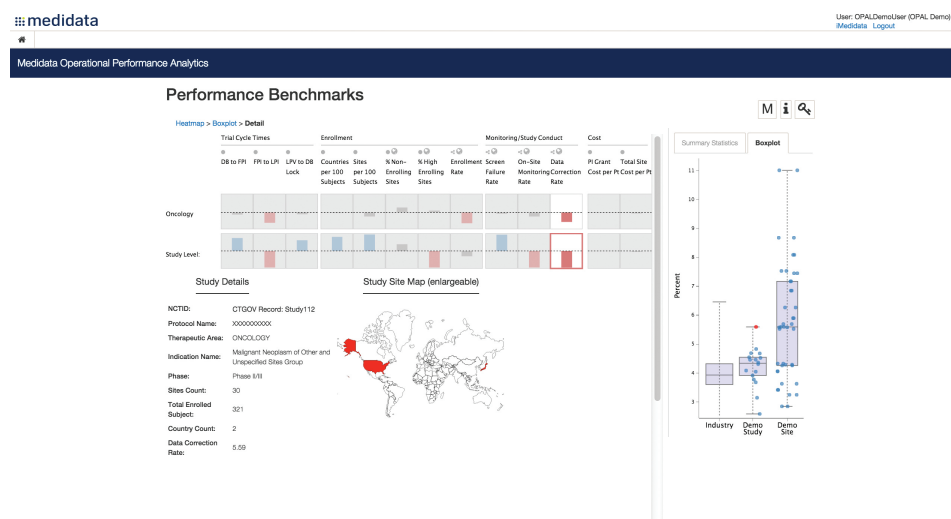 medidata
User: OPALDemoUser (OPAL Demo)
iMedidata Logout
Medidata Operational Performance Analytics
Performance Benchmarks
M i
Heatmap > Boxplot > Detail
Trial Cycle Times
Enrollment
Monitoring/Study Conduct
Cost
DB to FPI
FPI to LPI
LPV to DB
Lock
Countries
per 100
Subjects
Sites
per 100
Subjects
% Non-
Enrolling
Sites
% High
Enrolling
Sites
Enrollment
Rate
Screen
Failure
Rate
On-Site
Monitoring
Rate
Data
Correction
Rate
PI Grant
Cost per Pt
Total Site
Cost per Pt
Oncology
Study Level:
Study Details
Study Site Map (enlargeable)
NCTID: CTGOV Record: Study112
Protocol Name: XXXXXXXXXX
Therapeutic Area: ONCOLOGY
Indication Name: Malignant Neoplasm of Other and
Unspecified Sites Group
Phase: Phase II/III
Sites Count: 30
Total Enrolled
Subject: 321
Country Count: 2
Data Correction
Rate: 5.59
Summary Statistics
Boxplot
Percent
11
10
9
8
7
6
5
4
3
Industry
Demo
Study
Demo
Site